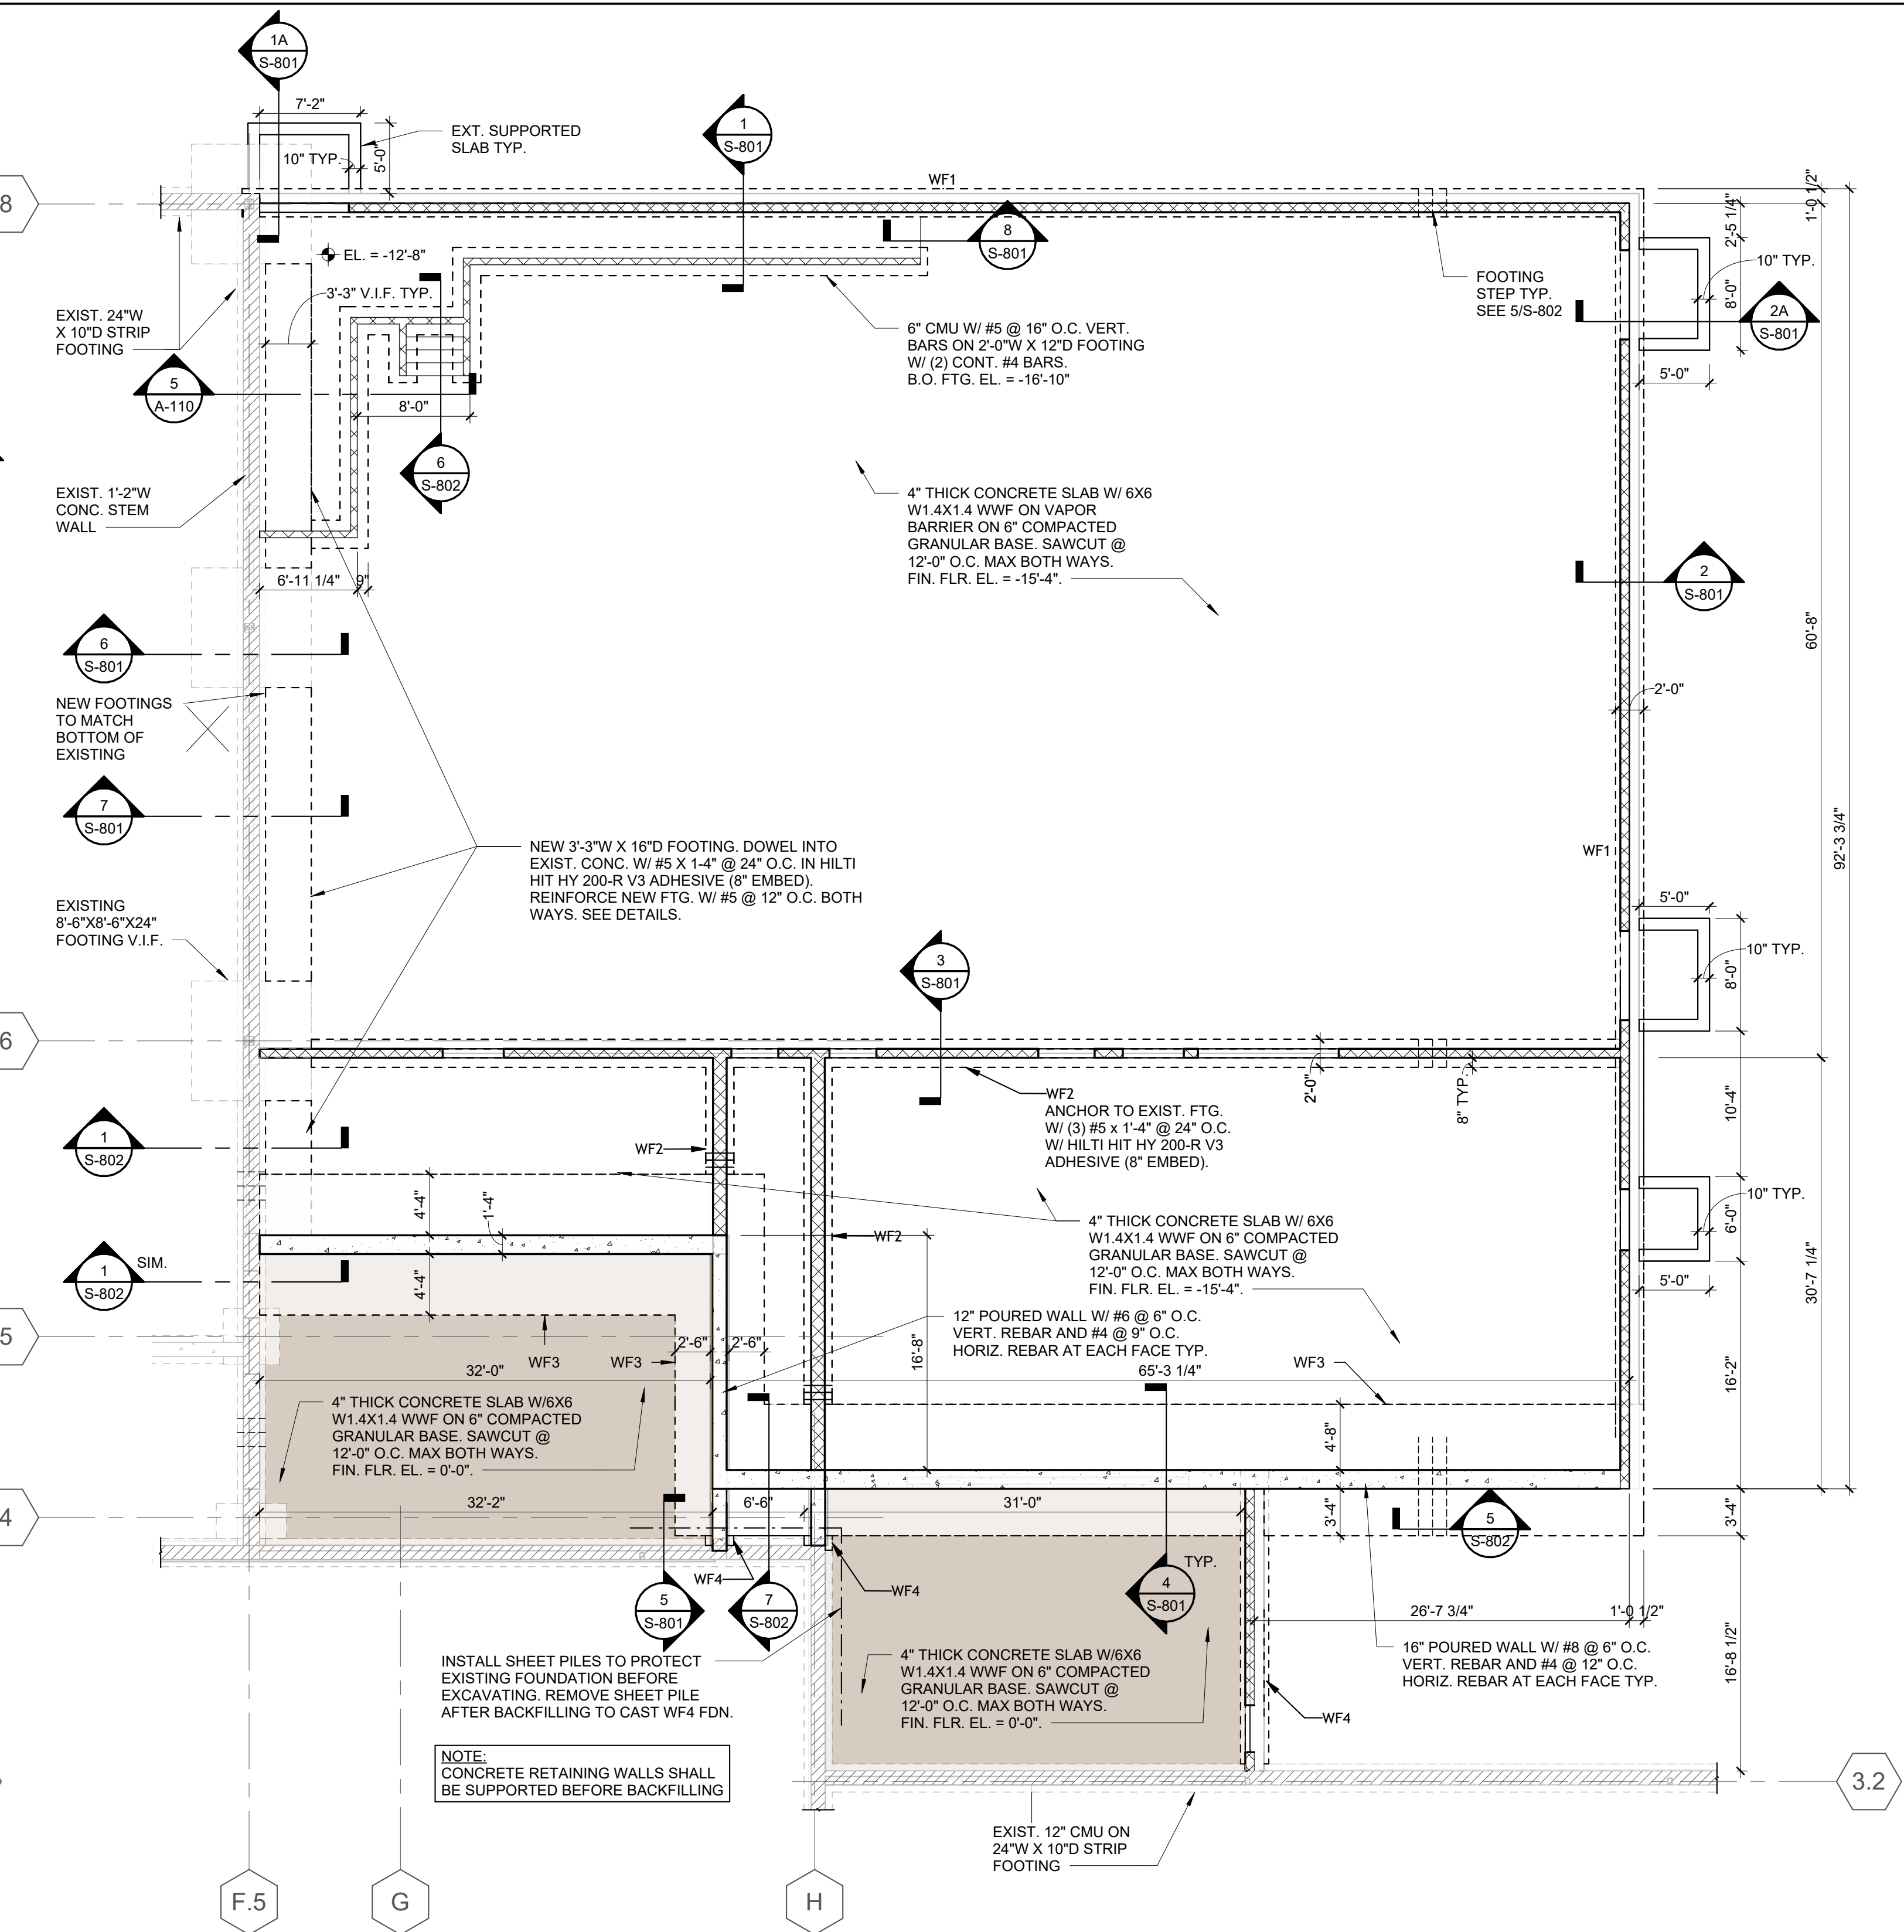 1A
S-801
7'-2"
EXT. SUPPORTED
SLAB TYP.
10" TYP.
5'-0"
1
S-801
WF1
8
8
S-801
EL. = -12'-8"
3'-3" V.I.F. TYP.
EXIST. 24"W
X 10"D STRIP
FOOTING
5
A-110
8'-0"
6
S-802
6" CMU W/ #5 @ 16" O.C. VERT.
BARS ON 2'-0"W X 12"D FOOTING
W/ (2) CONT. #4 BARS.
B.O. FTG. EL. = -16'-10"
FOOTING
STEP TYP.
SEE 5/S-802
2'-5 1/4"
1'-0 1/2"
10" TYP.
8'-0"
2A
S-801
5'-0"
EXIST. 1'-2"W
CONC. STEM
WALL
4" THICK CONCRETE SLAB W/ 6X6
W1.4X1.4 WWF ON VAPOR
BARRIER ON 6" COMPACTED
GRANULAR BASE. SAWCUT @
12'-0" O.C. MAX BOTH WAYS.
FIN. FLR. EL. = -15'-4".
6'-11 1/4"
9"
2
S-801
6
S-801
60'-8"
NEW FOOTINGS
TO MATCH
BOTTOM OF
EXISTING
2'-0"
7
S-801
WF1
92'-3 3/4"
NEW 3'-3"W X 16"D FOOTING. DOWEL INTO
EXIST. CONC. W/ #5 X 1-4" @ 24" O.C. IN HILTI
HIT HY 200-R V3 ADHESIVE (8" EMBED).
REINFORCE NEW FTG. W/ #5 @ 12" O.C. BOTH
WAYS. SEE DETAILS.
EXISTING
8'-6"X8'-6"X24"
FOOTING V.I.F.
5'-0"
10" TYP.
8'-0"
3
S-801
6
2'-0"
8" TYP.
WF2
ANCHOR TO EXIST. FTG.
W/ (3) #5 x 1'-4" @ 24" O.C.
W/ HILTI HIT HY 200-R V3
ADHESIVE (8" EMBED).
10'-4"
1
S-802
WF2
4'-4"
1'-4"
10" TYP.
6'-0"
4" THICK CONCRETE SLAB W/ 6X6
W1.4X1.4 WWF ON 6" COMPACTED
GRANULAR BASE. SAWCUT @
12'-0" O.C. MAX BOTH WAYS.
FIN. FLR. EL. = -15'-4".
WF2
1
S-802
SIM.
4'-4"
5'-0"
30'-7 1/4"
5
12" POURED WALL W/ #6 @ 6" O.C.
VERT. REBAR AND #4 @ 9" O.C.
HORIZ. REBAR AT EACH FACE TYP.
2'-6"
2'-6"
16'-8"
WF3
WF3
32'-0"
65'-3 1/4"
WF3
16'-2"
4" THICK CONCRETE SLAB W/6X6
W1.4X1.4 WWF ON 6" COMPACTED
GRANULAR BASE. SAWCUT @
12'-0" O.C. MAX BOTH WAYS.
FIN. FLR. EL. = 0'-0".
4'-8"
4
32'-2"
6'-6"
31'-0"
3'-4"
3'-4"
5
S-802
WF4
5
S-801
7
S-802
WF4
TYP.
4
S-801
26'-7 3/4"
1'-0 1/2"
16'-8 1/2"
INSTALL SHEET PILES TO PROTECT
EXISTING FOUNDATION BEFORE
EXCAVATING. REMOVE SHEET PILE
AFTER BACKFILLING TO CAST WF4 FDN.
4" THICK CONCRETE SLAB W/6X6
W1.4X1.4 WWF ON 6" COMPACTED
GRANULAR BASE. SAWCUT @
12'-0" O.C. MAX BOTH WAYS.
FIN. FLR. EL. = 0'-0".
16" POURED WALL W/ #8 @ 6" O.C.
VERT. REBAR AND #4 @ 12" O.C.
HORIZ. REBAR AT EACH FACE TYP.
WF4
NOTE:
CONCRETE RETAINING WALLS SHALL
BE SUPPORTED BEFORE BACKFILLING
3.2
EXIST. 12" CMU ON
24"W X 10"D STRIP
FOOTING
F.5
G
H